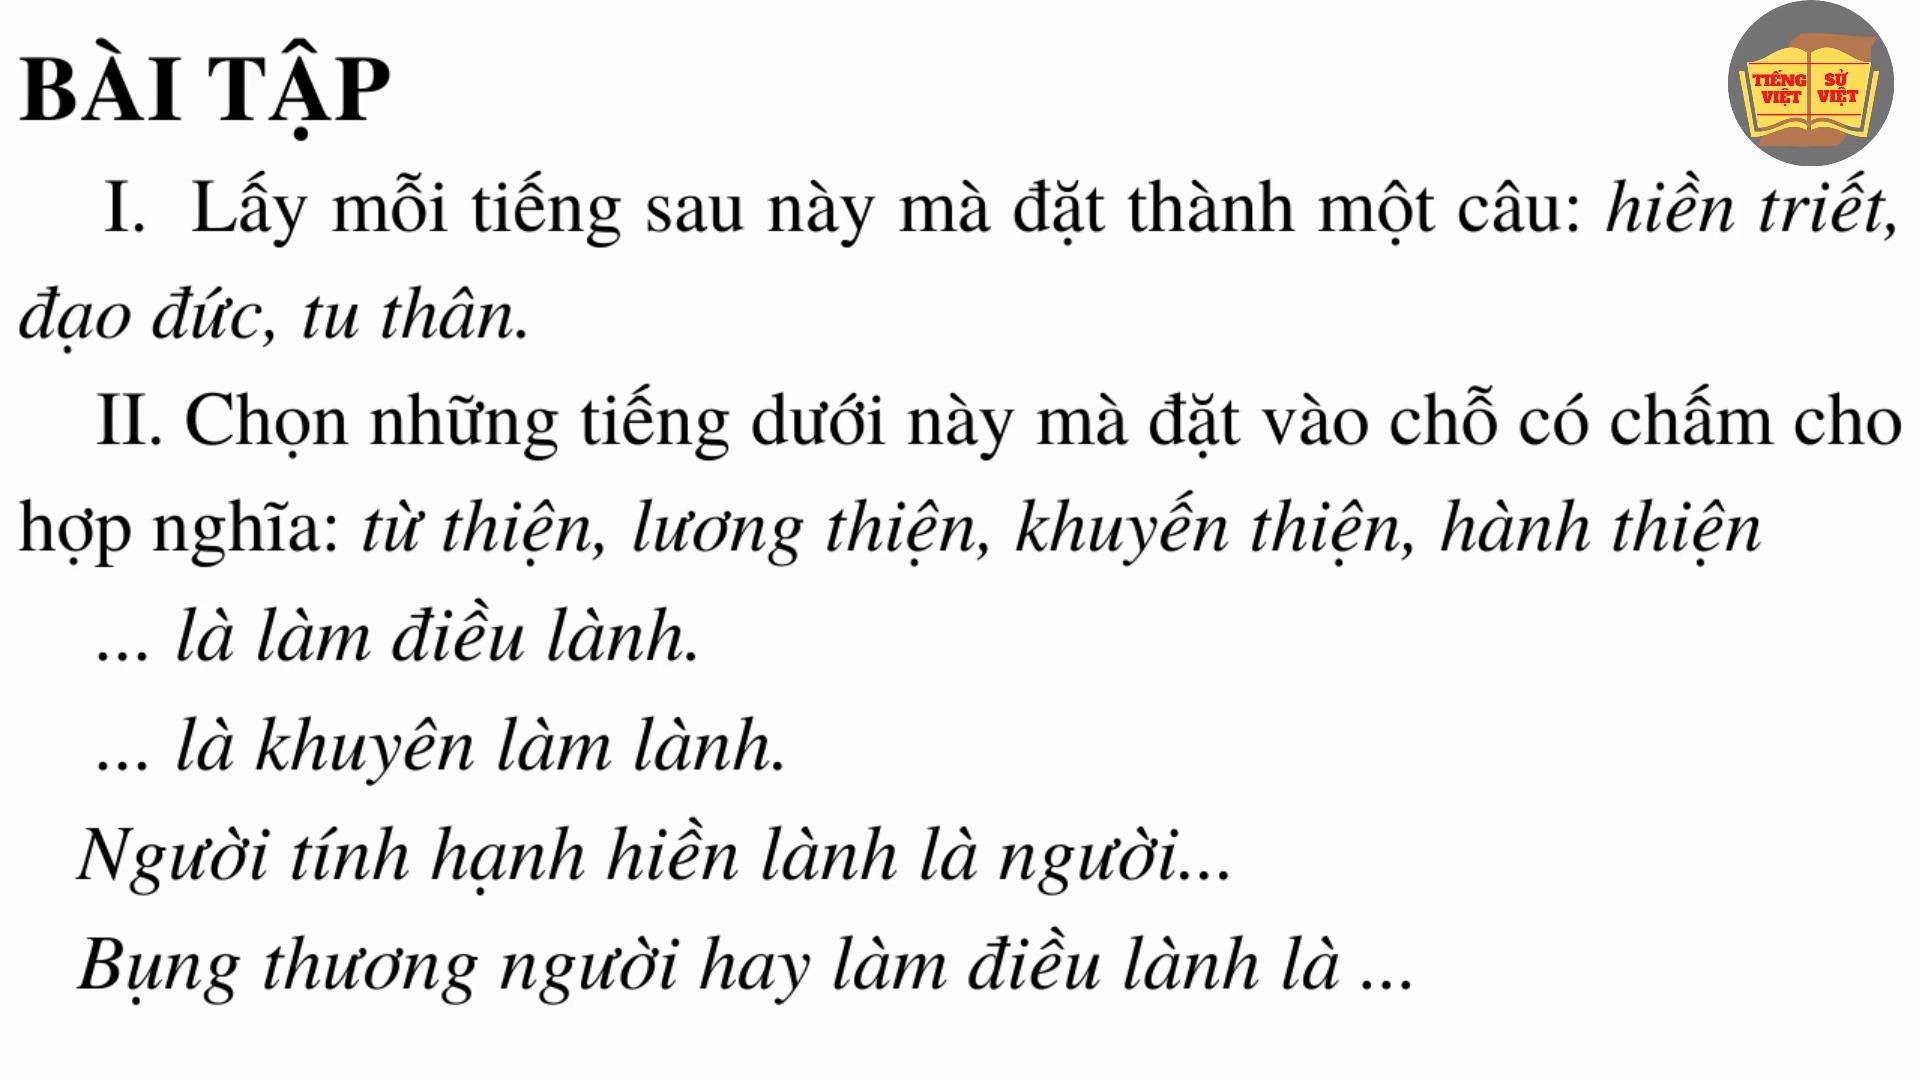 BÀI TẬP
TIẾNG VIỆT SỬ VIỆT
I. Lấy mỗi tiếng sau này mà đặt thành một câu: hiền triết,
đạo đức, tu thân.
II. Chọn những tiếng dưới này mà đặt vào chỗ có chấm cho
hợp nghĩa: từ thiện, lương thiện, khuyến thiện, hành thiện
... là làm điều lành.
... là khuyên làm lành.
Người tính hạnh hiền lành là người...
Bụng thương người hay làm điều lành là ...